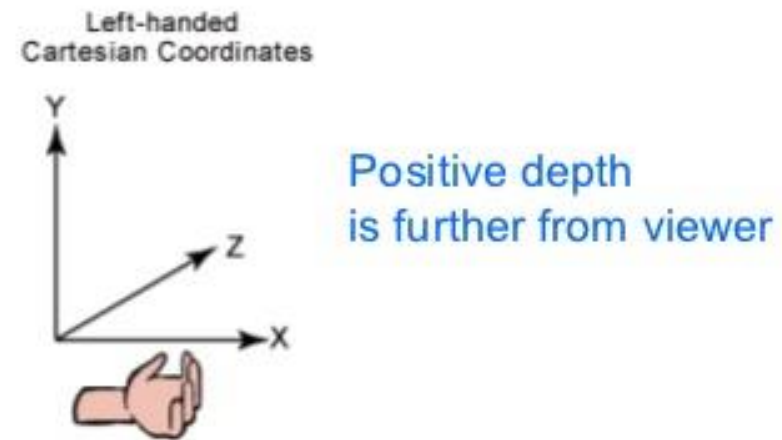 Left-handed
Cartesian Coordinates
Y
Positive depth
is further from viewer
Z
X